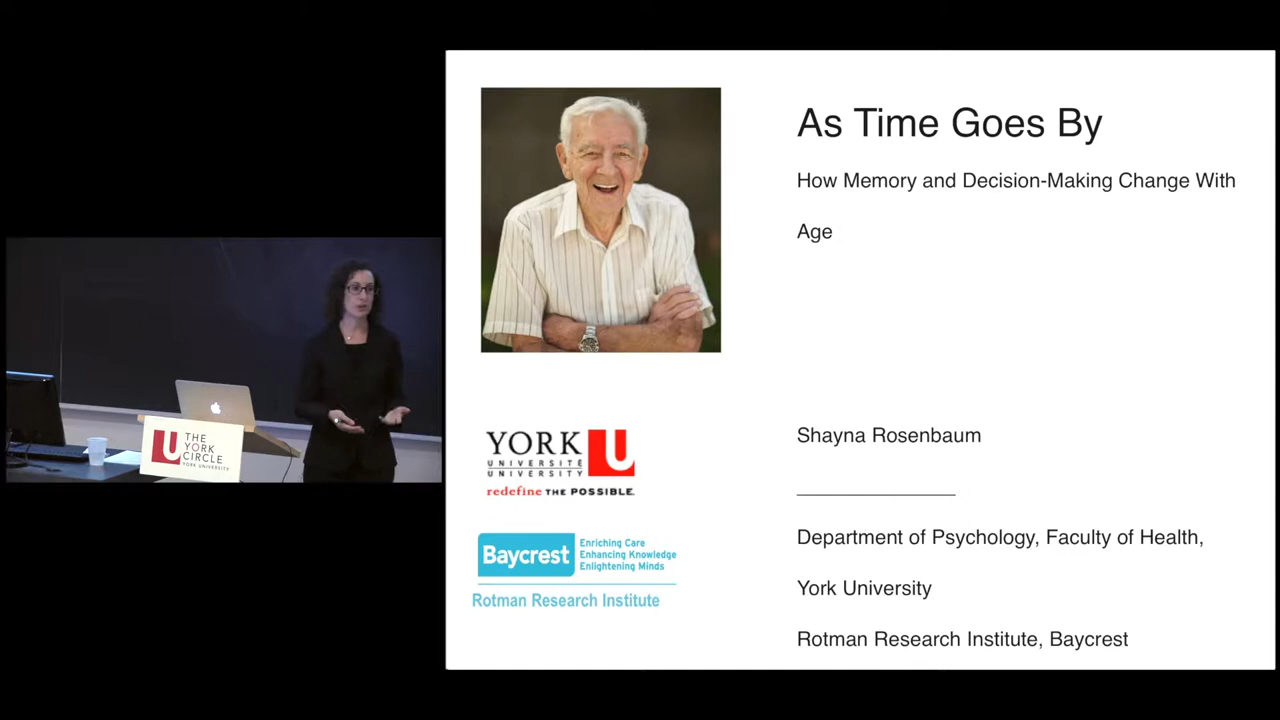 As Time Goes By
How Memory and Decision-Making Change With
Age
YORK
UNIVERSITÉ
UNIVERSITY
redefine THE POSSIBLE.
Baycrest
Enriching Care
Enhancing Knowledge
Enlightening Minds
Rotman Research Institute
Shayna Rosenbaum
Department of Psychology, Faculty of Health,
York University
Rotman Research Institute, Baycrest
THE
YORK
CIRCLE
YORK UNIVERSITY